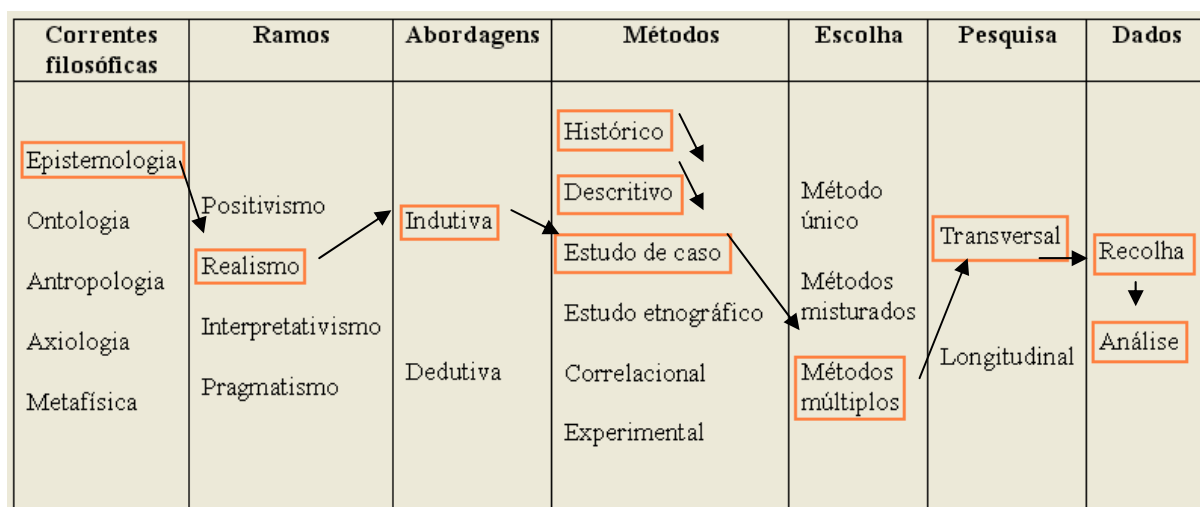 Correntes
filosóficas
Ramos
Abordagens
Métodos
Escolha
Pesquisa
Dados
Epistemologia
Ontologia
Antropologia
Axiologia
Metafísica
Positivismo
Realismo
Interpretativismo
Pragmatismo
Indutiva
Dedutiva
Histórico
Descritivo
Estudo de caso
Estudo etnográfico
Correlacional
Experimental
Método
único
Métodos
misturados
Métodos
múltiplos
Transversal
Longitudinal
Recolha
Análise